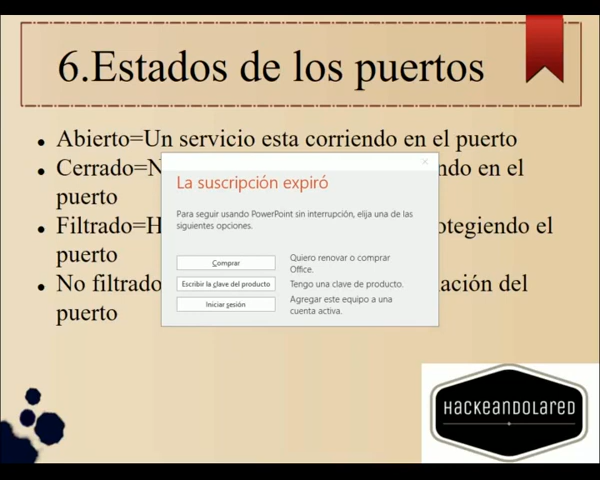 6.Estados de los puertos
Abierto=Un servicio esta corriendo en el puerto
Cerrado=N
en el
puerto
Filtrado=H
el
puerto
No filtrado
del
puerto
La suscripción expiró
Para seguir usando PowerPoint sin interrupción, elija una de las
siguientes opciones.
Comprar
Quiero renovar o comprar
Office.
Escribir la clave del producto
Tengo una clave de producto.
Iniciar sesión
Agregar este equipo a una
cuenta activa.
HACKEANDOLARED